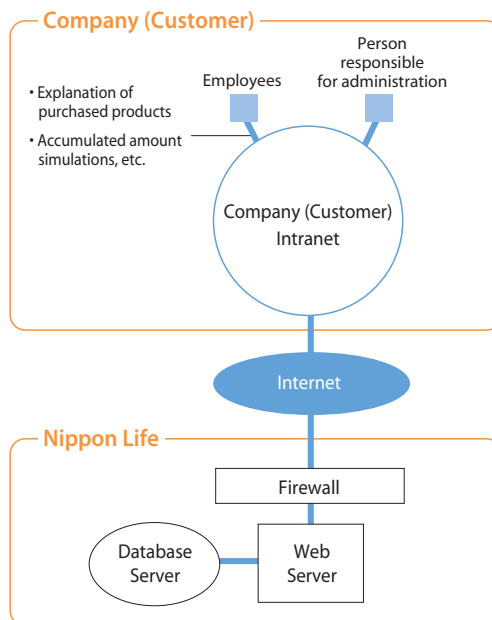 Company (Customer)
Person
responsible
for administration
Employees
• Explanation of
purchased products
• Accumulated amount
simulations, etc.
Company (Customer)
Intranet
Internet
Nippon Life
Firewall
Database
Server
Web
Server